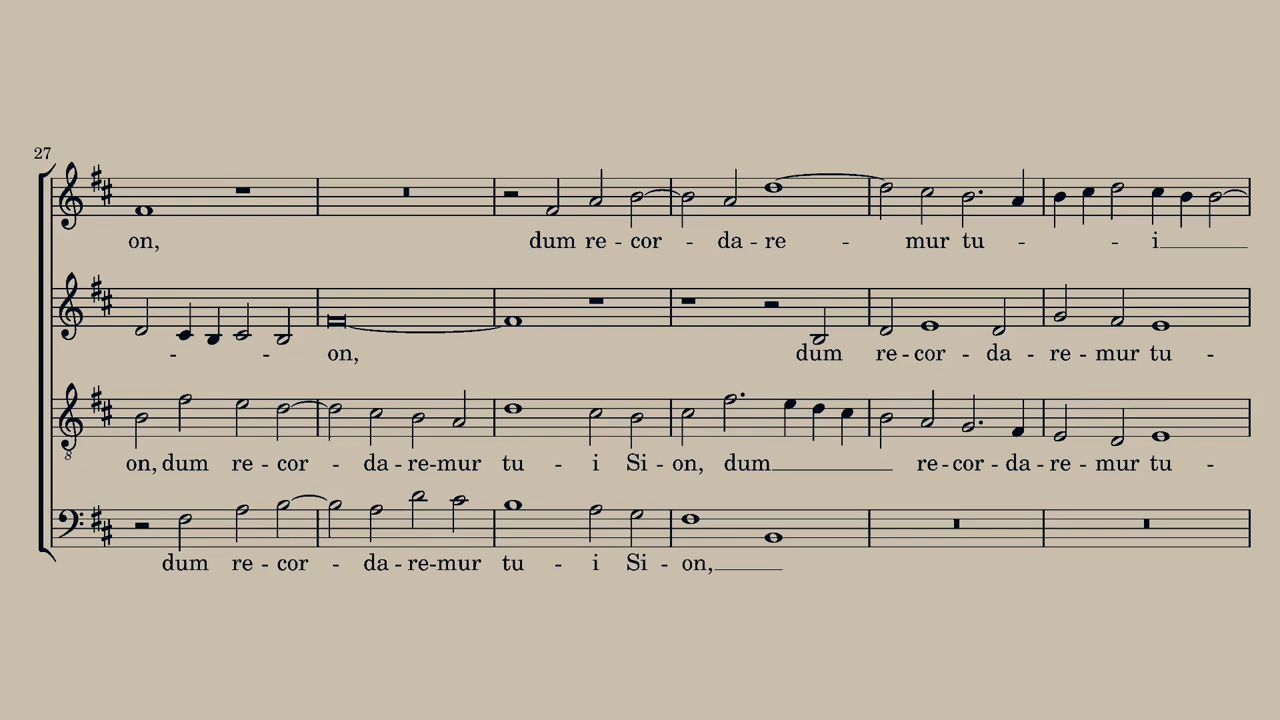 27
on, dum re - cor - da - re - mur tu - - i
- - on, dum re - cor - da - re - mur tu -
on, dum re - cor - da - re - mur tu - i Si - on, dum re - cor - da - re - mur tu -
8
dum re - cor - da - re - mur tu - i Si - on,